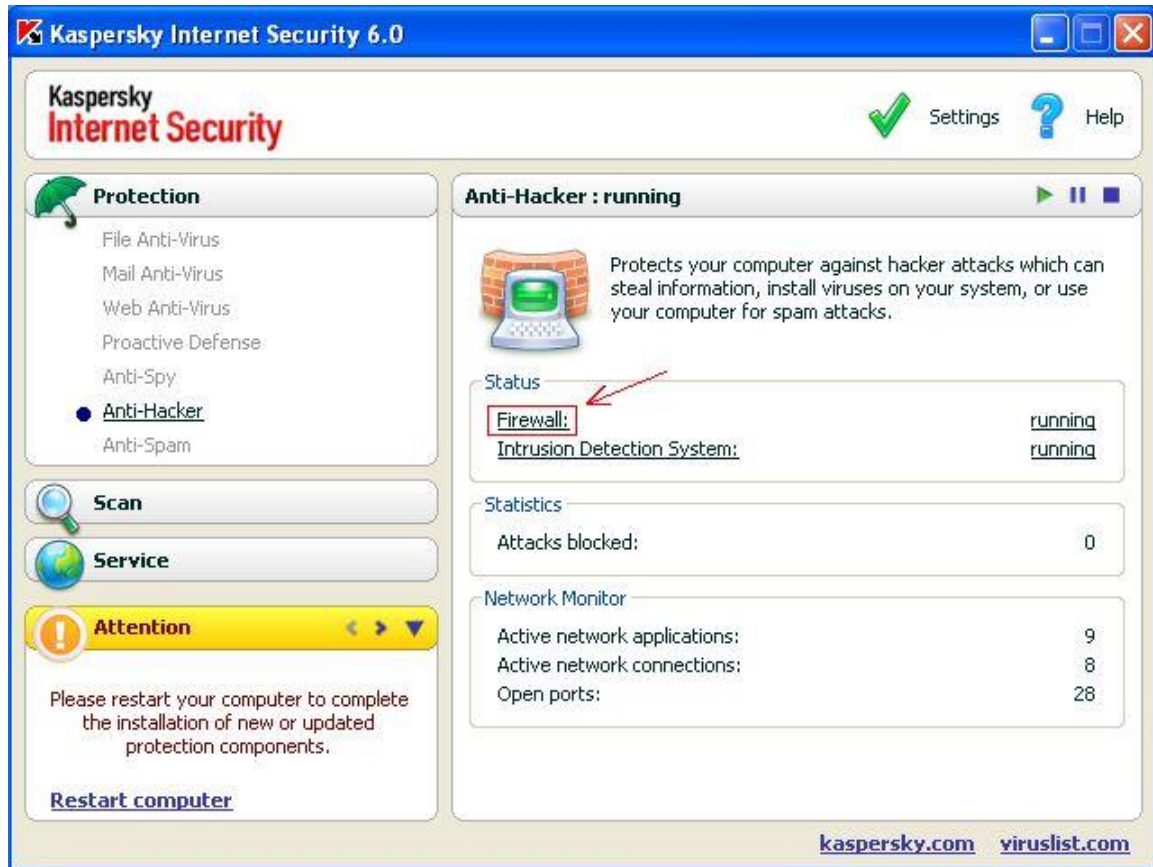 Kaspersky Internet Security 6.0
Kaspersky
Internet Security
Settings
Help
Protection
File Anti-Virus
Mail Anti-Virus
Web Anti-Virus
Proactive Defense
Anti-Spy
Anti-Hacker
Anti-Spam
Scan
Service
Attention
Please restart your computer to complete
the installation of new or updated
protection components.
Restart computer
Anti-Hacker : running
Protects your computer against hacker attacks which can
steal information, install viruses on your system, or use
your computer for spam attacks.
Status
Firewall: running
Intrusion Detection System: running
Statistics
Attacks blocked: 0
Network Monitor
Active network applications: 9
Active network connections: 8
Open ports: 28
kaspersky.com viruslist.com